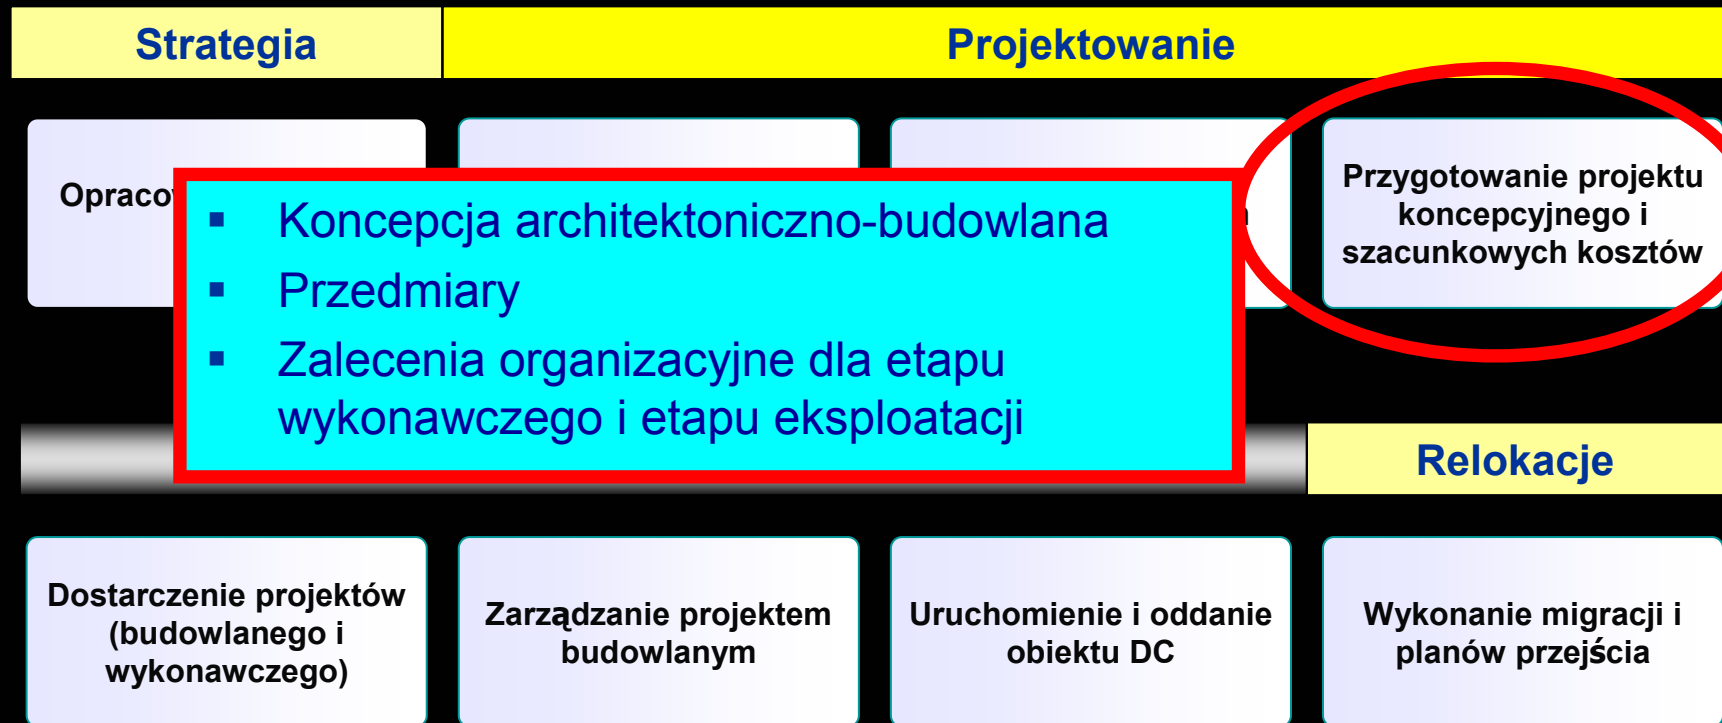 Strategia
Projektowanie
Przygotowanie projektu
koncepcyjnego i
szacunkowych kosztów
Koncepcja architektoniczno-budowlana
Przedmiary
Zalecenia organizacyjne dla etapu
wykonawczego i etapu eksploatacji
Relokacje
Dostarczenie projektów
(budowlanego i
wykonawczego)
Zarządzanie projektem
budowlanym
Uruchomienie i oddanie
obiektu DC
Wykonanie migracji i
planów przejścia